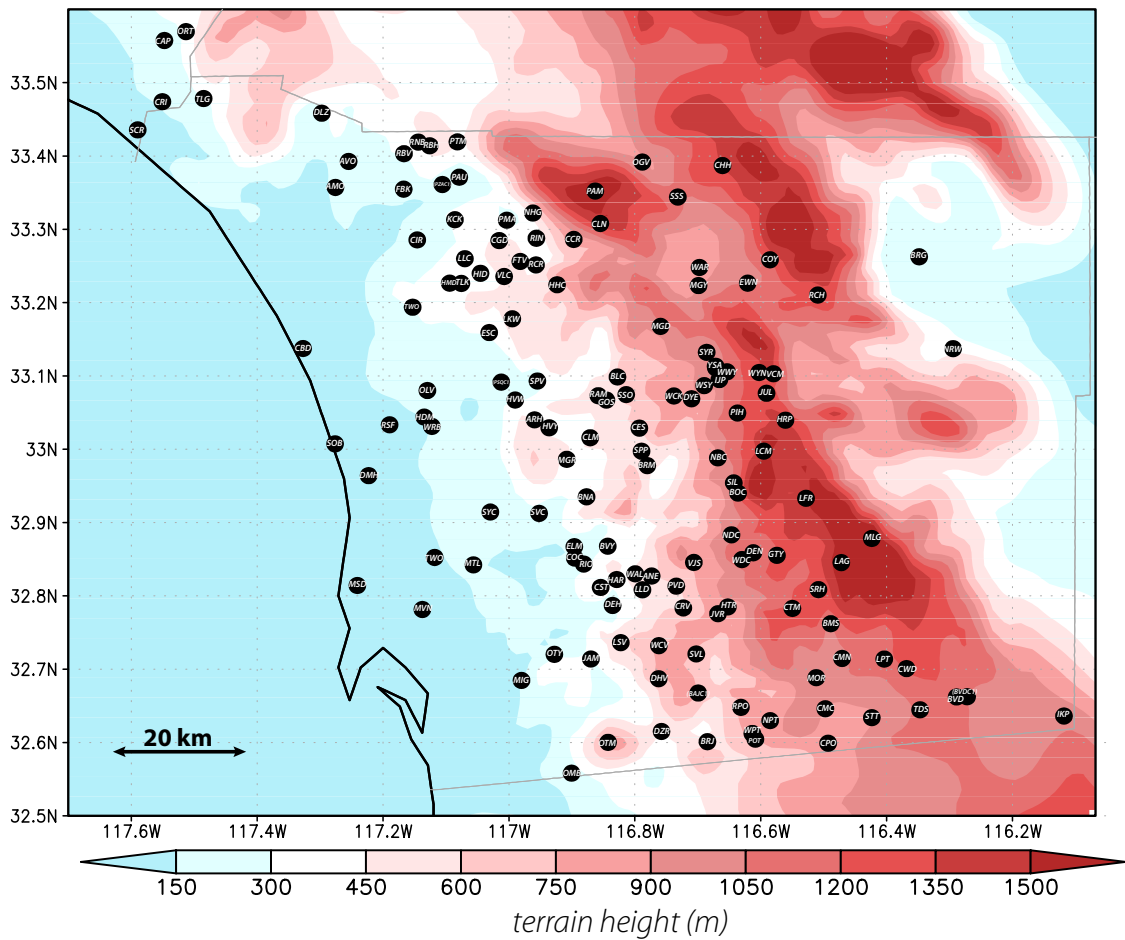 ORT
CAP
33.5N
CRI
TLG
DLZ
SCR
33.4N
RNB
RBH
PTM
RBV
AVO
OGV
CHH
PAU
AMO
FBK
PZAC1
PAM
SSS
33.3N
KCK
PMA
NHG
CLN
CIR
CGD
RIN
CCR
LLC
FTV
RCR
COY
BRG
HID
VLC
WAR
HMD
TLK
HHC
MGY
EWN
33.2N
RCH
TWO
LKW
ESC
MGD
CBD
SYR
NRW
33.1N
YSA
WWY
WYN
VCM
PSQC1
SPV
BLC
WSY
IJP
OLV
HVW
RAM
GOS
SSO
WCK
DYE
JUL
HDM
ARH
PIH
HRP
RSF
WRB
HVY
CES
SOB
33N
CLM
SPP
LCM
MGR
BRM
NBC
DMH
SIL
BOC
BNA
LFR
32.9N
SYC
SVC
NDC
MLG
ELM
BVY
TWO
COC
DEN
GTY
MTL
RIO
VJS
WDC
LAG
32.8N
MSD
CST
HAR
WAL
ANE
LLD
PVD
SRH
MVN
DEH
CRV
HTR
JVR
CTM
BMS
32.7N
LSV
WCV
OTY
JAM
SVL
CMN
LPT
CWD
MIG
DHV
MOR
BAJC1
(BVDC1)
BVD
RPO
CMC
TDS
STT
IKP
32.6N
20 km
OTM
DZR
BRJ
NPT
WPT
POT
CPO
OMB
32.5N
117.6W 117.4W 117.2W 117W 116.8W 116.6W 116.4W 116.2W
150 300 450 600 750 900 1050 1200 1350 1500
terrain height (m)